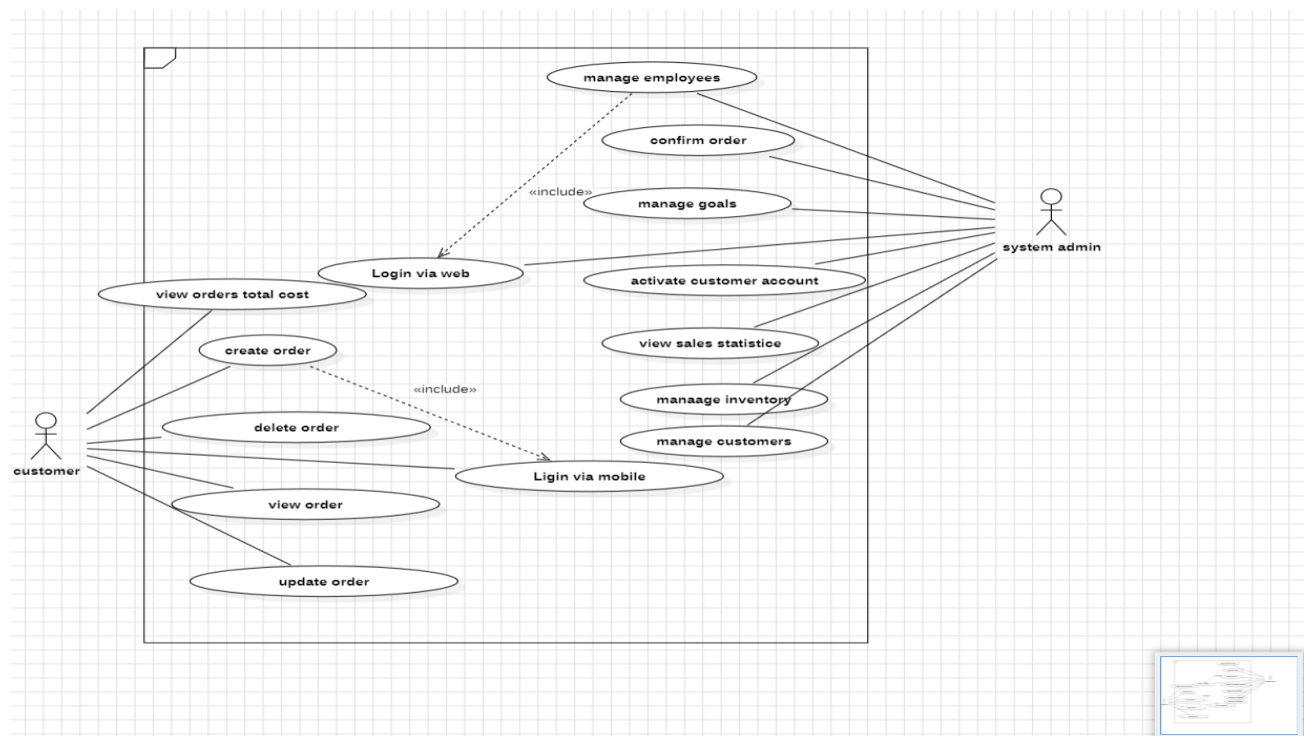 manage employees
confirm order
«include»
manage goals
system admin
Login via web
activate customer account
view orders total cost
view sales statistice
create order
«include»
manaage inventory
delete order
manage customers
customer
Ligin via mobile
view order
update order